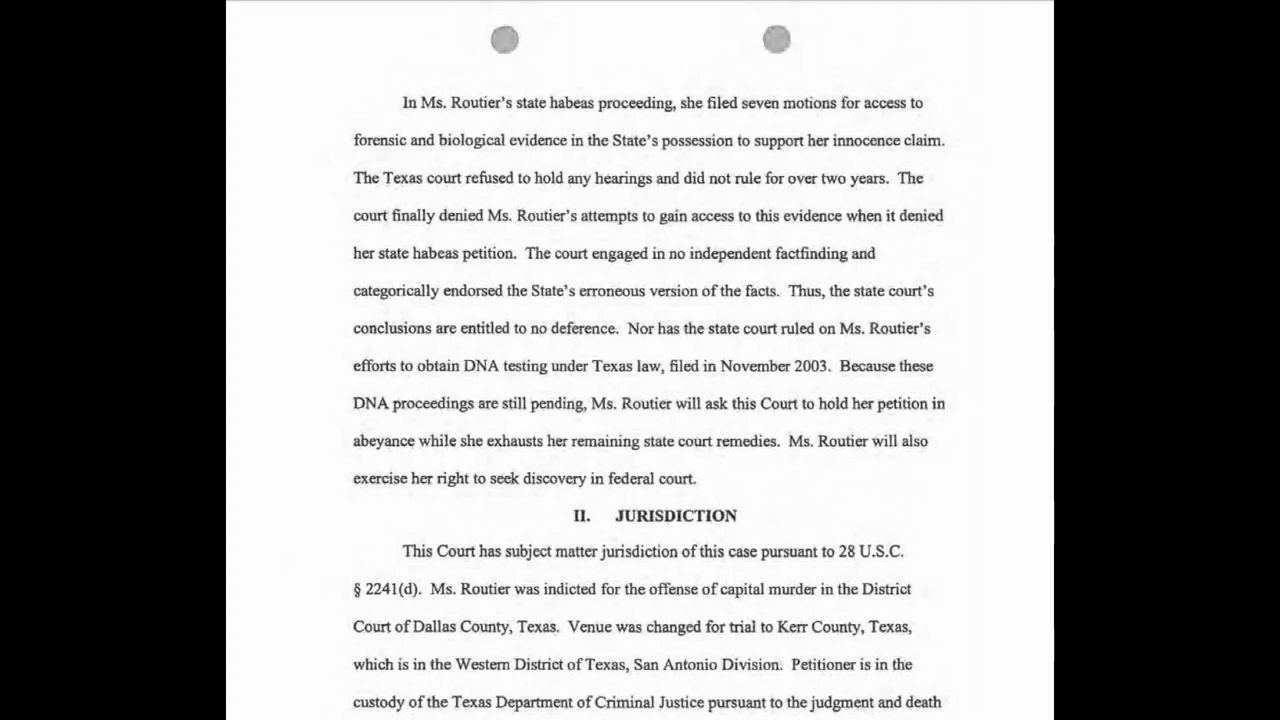 In Ms. Routier's state habeas proceeding, she filed seven motions for access to
forensic and biological evidence in the State's possession to support her innocence claim.
The Texas court refused to hold any hearings and did not rule for over two years. The
court finally denied Ms. Routier's attempts to gain access to this evidence when it denied
her state habeas petition. The court engaged in no independent factfinding and
categorically endorsed the State's erroneous version of the facts. Thus, the state court's
conclusions are entitled to no deference. Nor has the state court ruled on Ms. Routier's
efforts to obtain DNA testing under Texas law, filed in November 2003. Because these
DNA proceedings are still pending, Ms. Routier will ask this Court to hold her petition in
abeyance while she exhausts her remaining state court remedies. Ms. Routier will also
exercise her right to seek discovery in federal court.
II. JURISDICTION
This Court has subject matter jurisdiction of this case pursuant to 28 U.S.C.
§ 2241(d). Ms. Routier was indicted for the offense of capital murder in the District
Court of Dallas County, Texas. Venue was changed for trial to Kerr County, Texas,
which is in the Western District of Texas, San Antonio Division. Petitioner is in the
custody of the Texas Department of Criminal Justice pursuant to the judgment and death